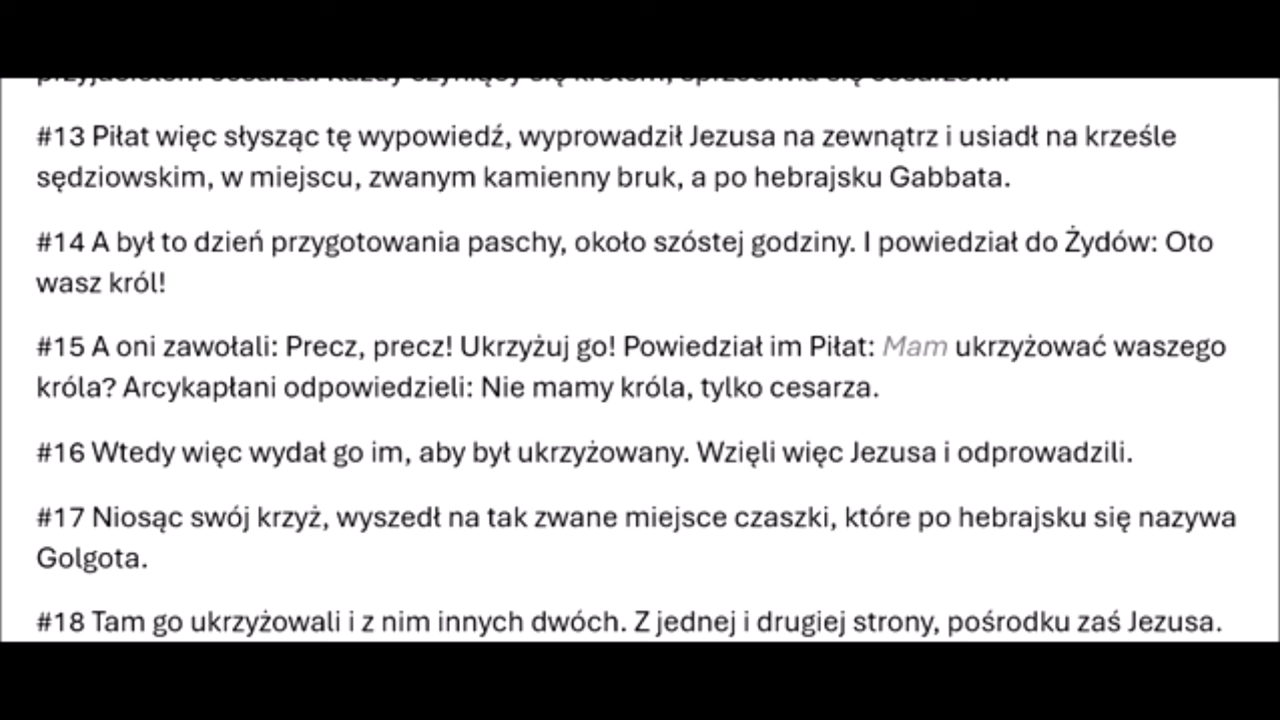 #13 Piłat więc słysząc tę wypowiedź, wyprowadził Jezusa na zewnątrz i usiadł na krześle
sędziowskim, w miejscu, zwanym kamienny bruk, a po hebrajsku Gabbata.
#14 A był to dzień przygotowania paschy, około szóstej godziny. I powiedział do Żydów: Oto
wasz król!
#15 A oni zawołali: Precz, precz! Ukrzyżuj go! Powiedział im Piłat: Mam ukrzyżować waszego
króla? Arcykapłani odpowiedzieli: Nie mamy króla, tylko cesarza.
#16 Wtedy więc wydał go im, aby był ukrzyżowany. Wzięli więc Jezusa i odprowadzili.
#17 Niosąc swój krzyż, wyszedł na tak zwane miejsce czaszki, które po hebrajsku się nazywa
Golgota.
#18 Tam go ukrzyżowali i z nim innych dwóch. Z jednej i drugiej strony, pośrodku zaś Jezusa.